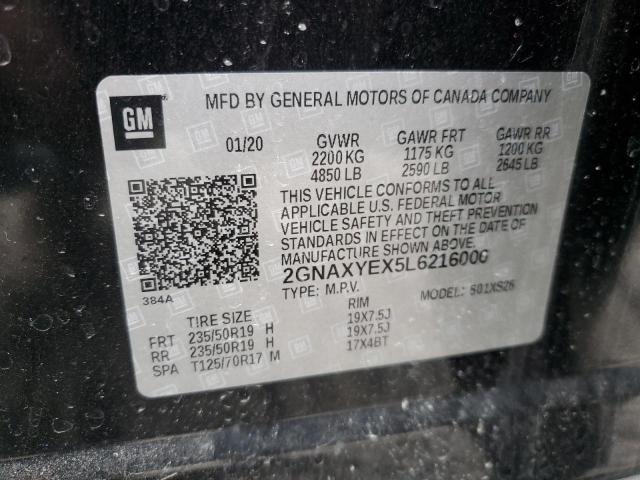 GM
MFD BY GENERAL MOTORS OF CANADA COMPANY
01/20 GVWR GAWR FRT GAWR RR
2200 KG 1175 KG 1200 KG
4850 LB 2590 LB 2645 LB
THIS VEHICLE CONFORMS TO ALL
APPLICABLE U.S. FEDERAL MOTOR
VEHICLE SAFETY AND THEFT PREVENTION
STANDARDS IN EFFECT ON THE DATE OF
MANUFACTURE SHOWN ABOVE.
2GNAXYEX5L6216000
384A
TYPE: M.P.V. MODEL: S01XS26
TIRE SIZE RIM
FRT 235/50R19 H 19X7.5J
RR 235/50R19 H 19X7.5J
SPA T125/70R17 M 17X4BT